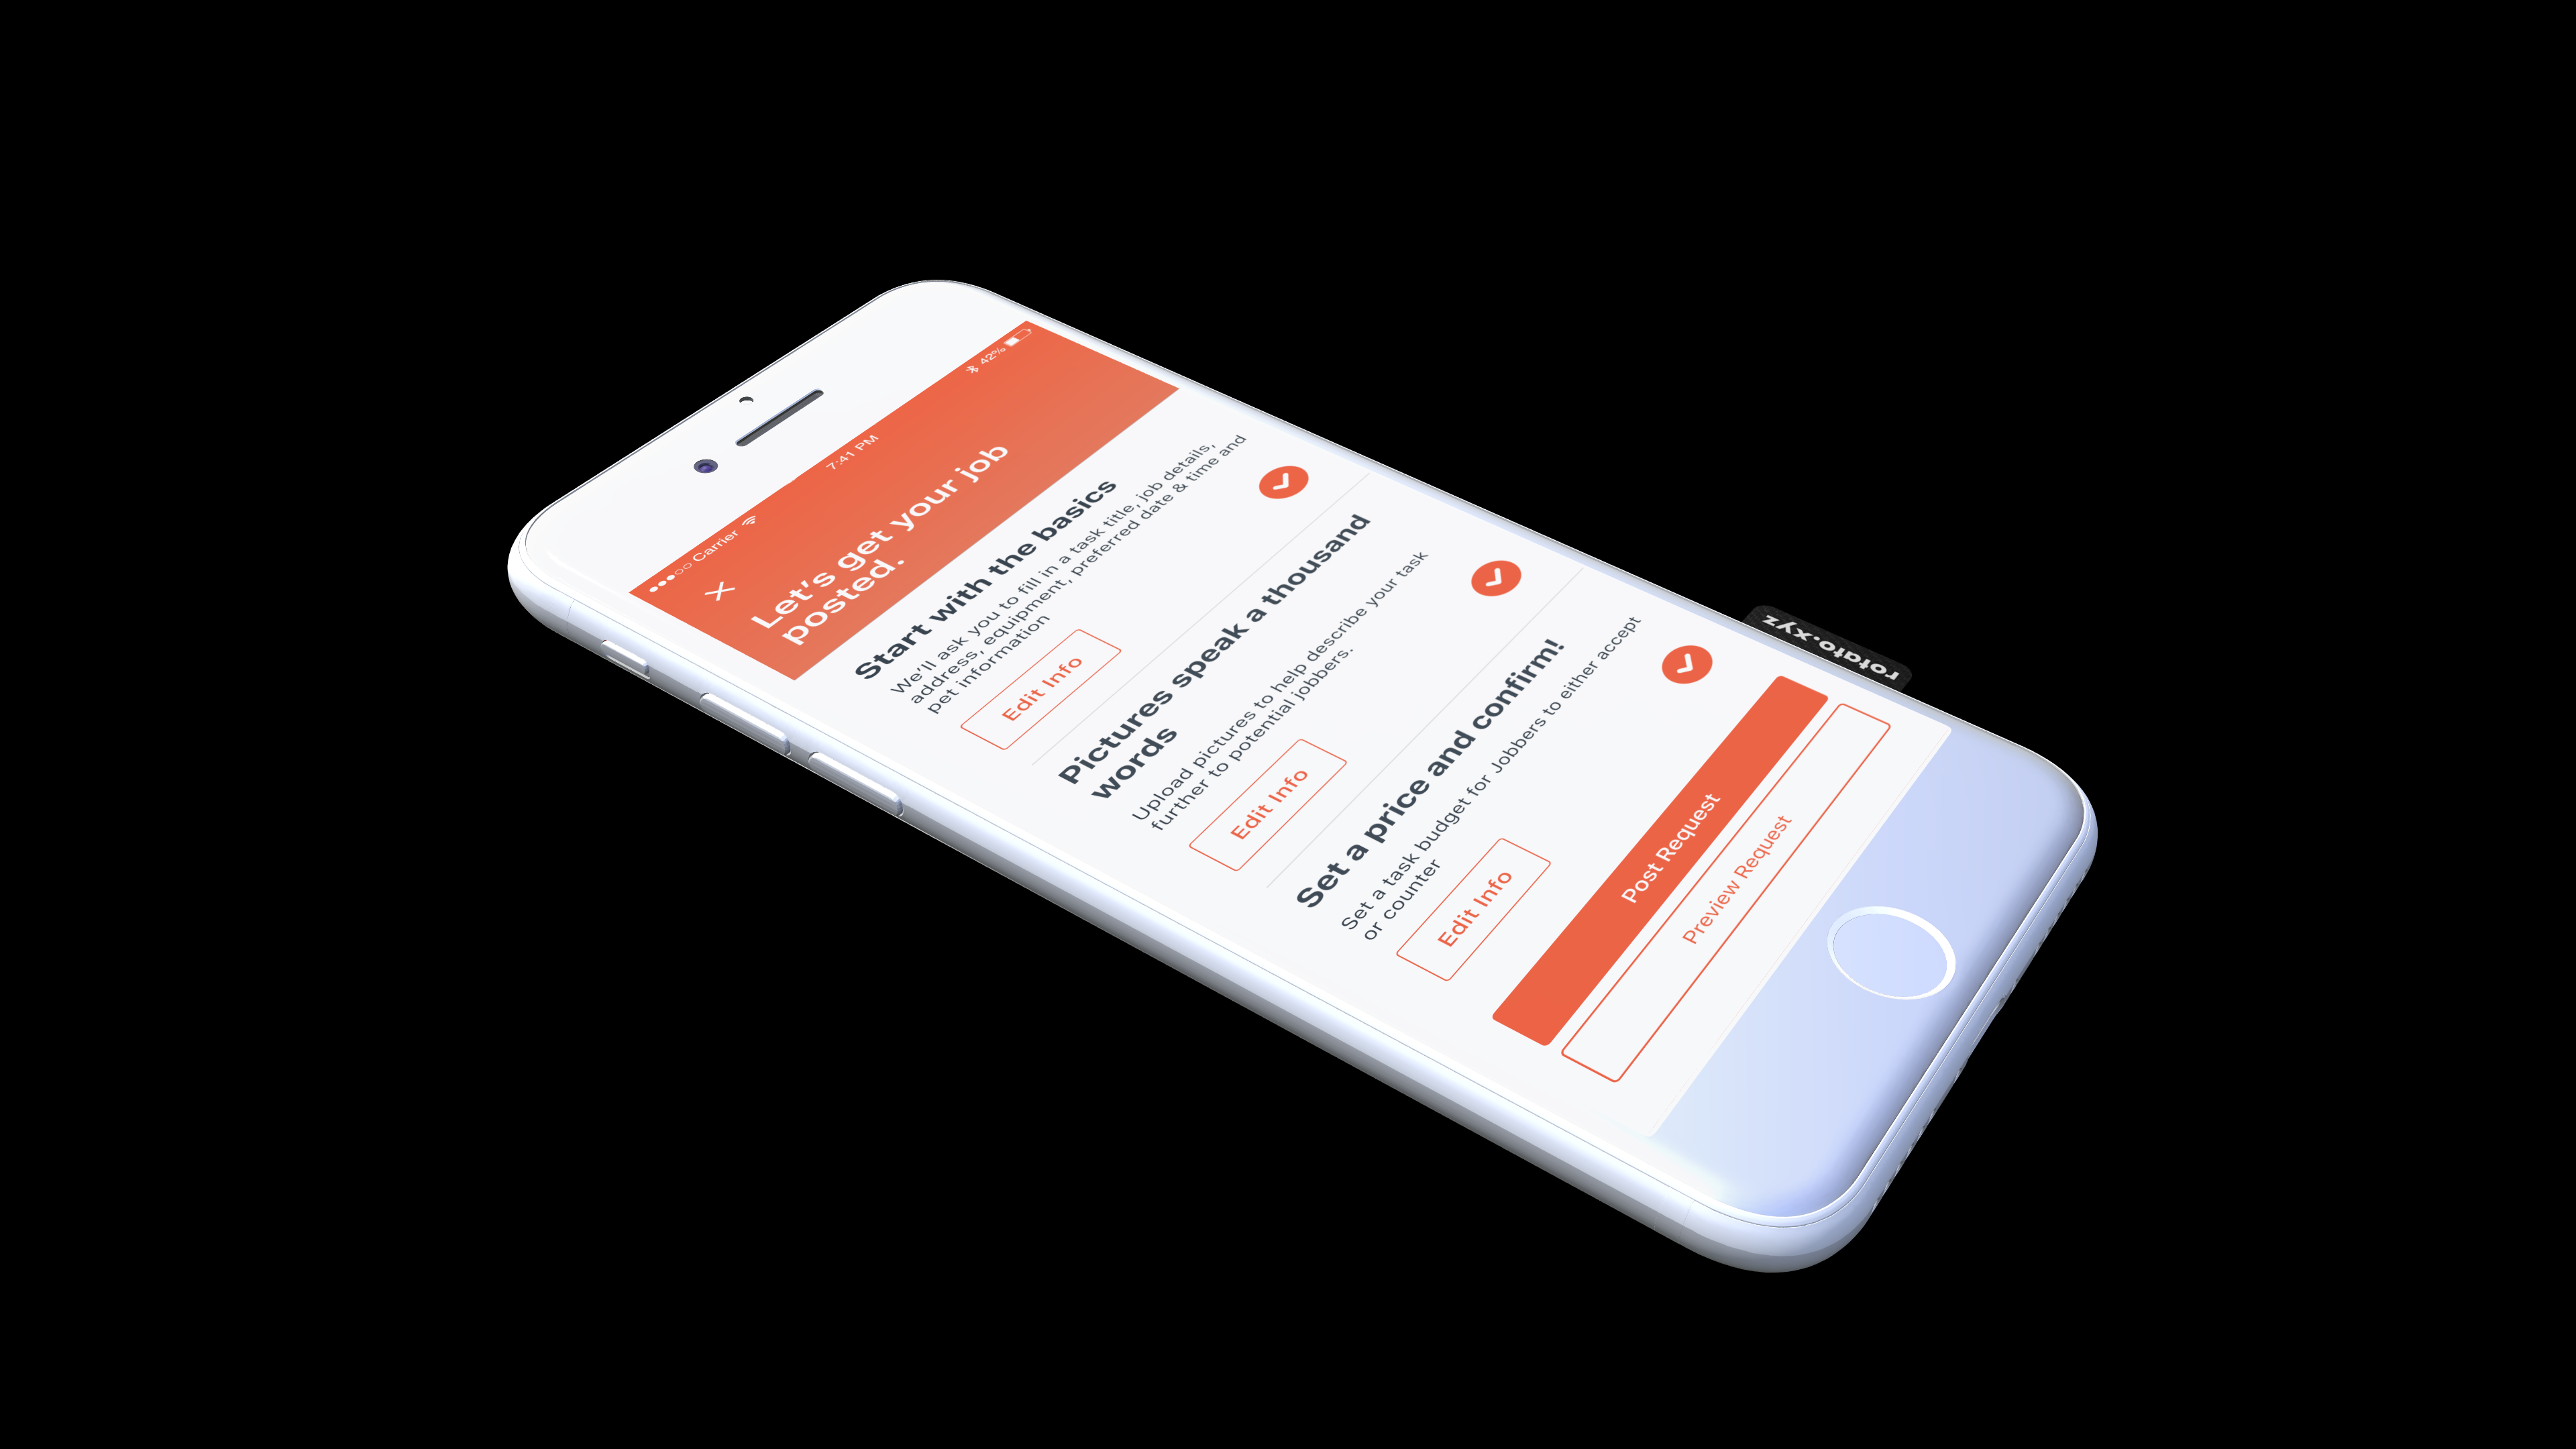 Carrier 7:41 PM 42%
Let's get your job
posted.
Start with the basics
We'll ask you to fill in a task title, job details,
address, equipment, preferred date & time and
pet information
Edit Info
Pictures speak a thousand
words
Upload pictures to help describe your task
further to potential jobbers.
Edit Info
Set a price and confirm!
Set a task budget for Jobbers to either accept
or counter
Edit Info
Post Request
Preview Request
rotato.xyz